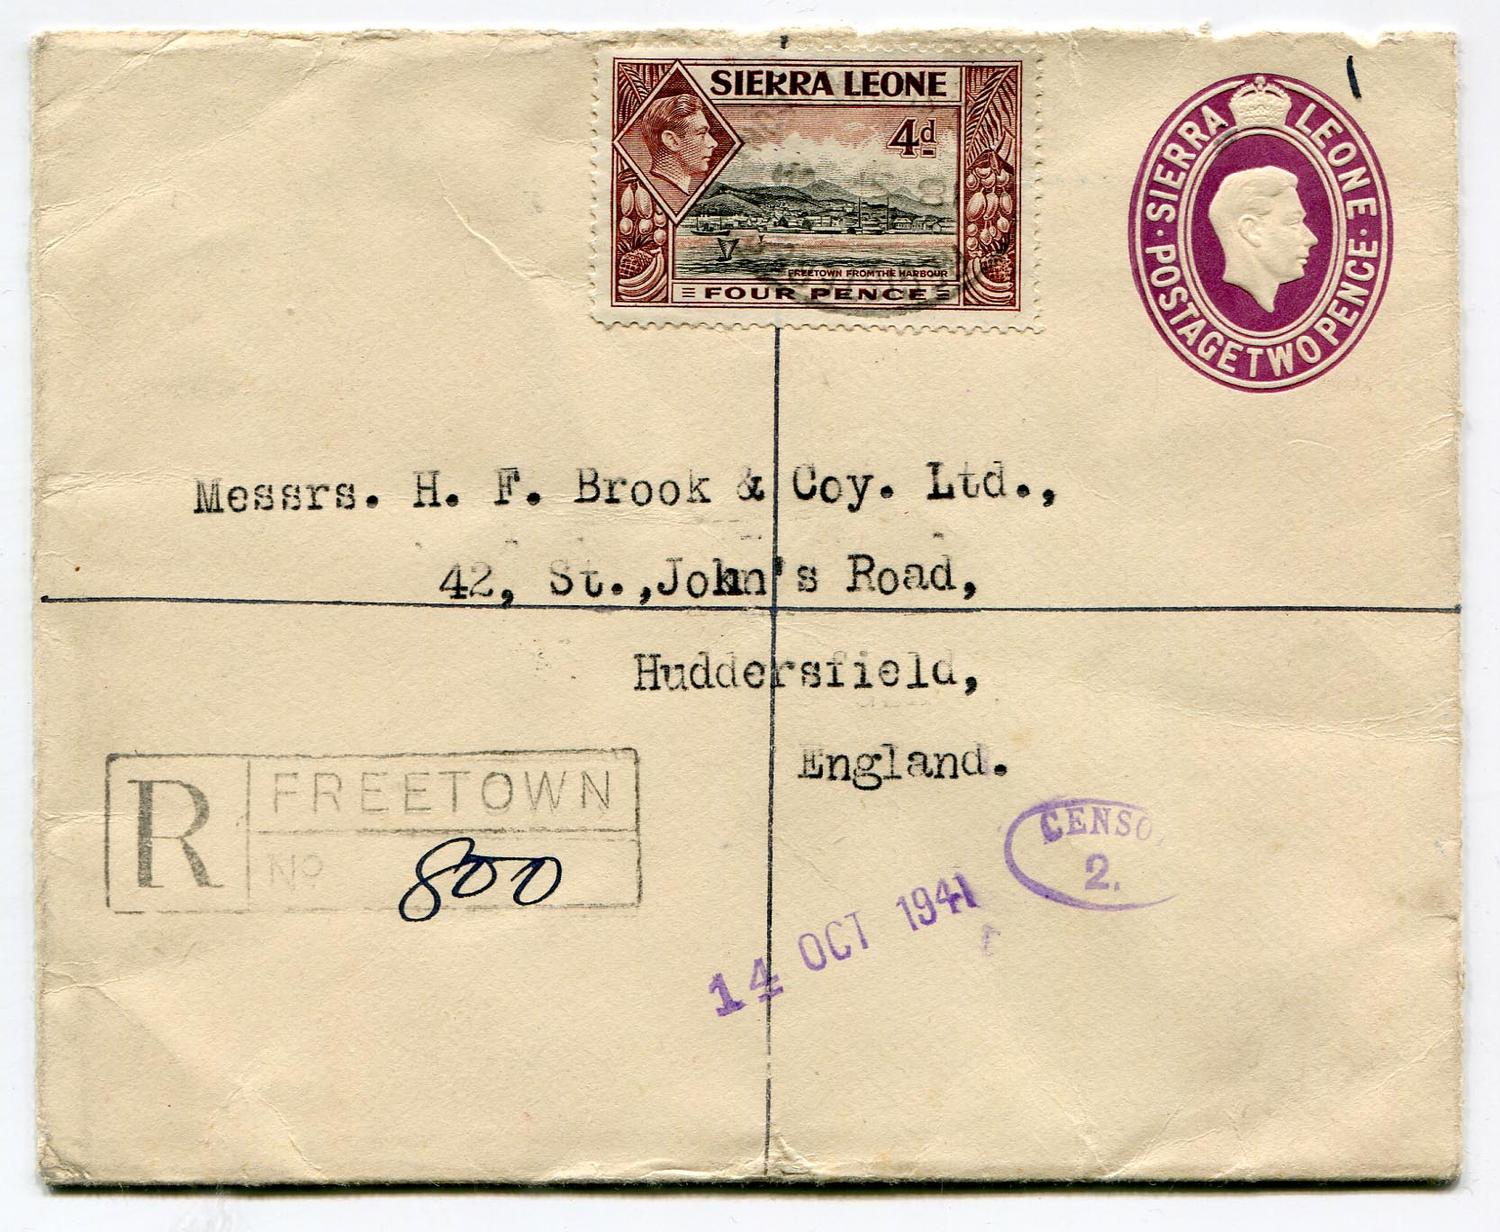 SIERRA LEONE
4d
FREETOWN FROM THE HARBOUR
FOUR PENCE
SIERRA LEONE
POSTAGE TWO PENCE
Messrs. H. F. Brook & Coy. Ltd.,
42, St.,John's Road,
Huddersfield,
England.
R FREETOWN
No 800
CENSO
2.
14 OCT 1941